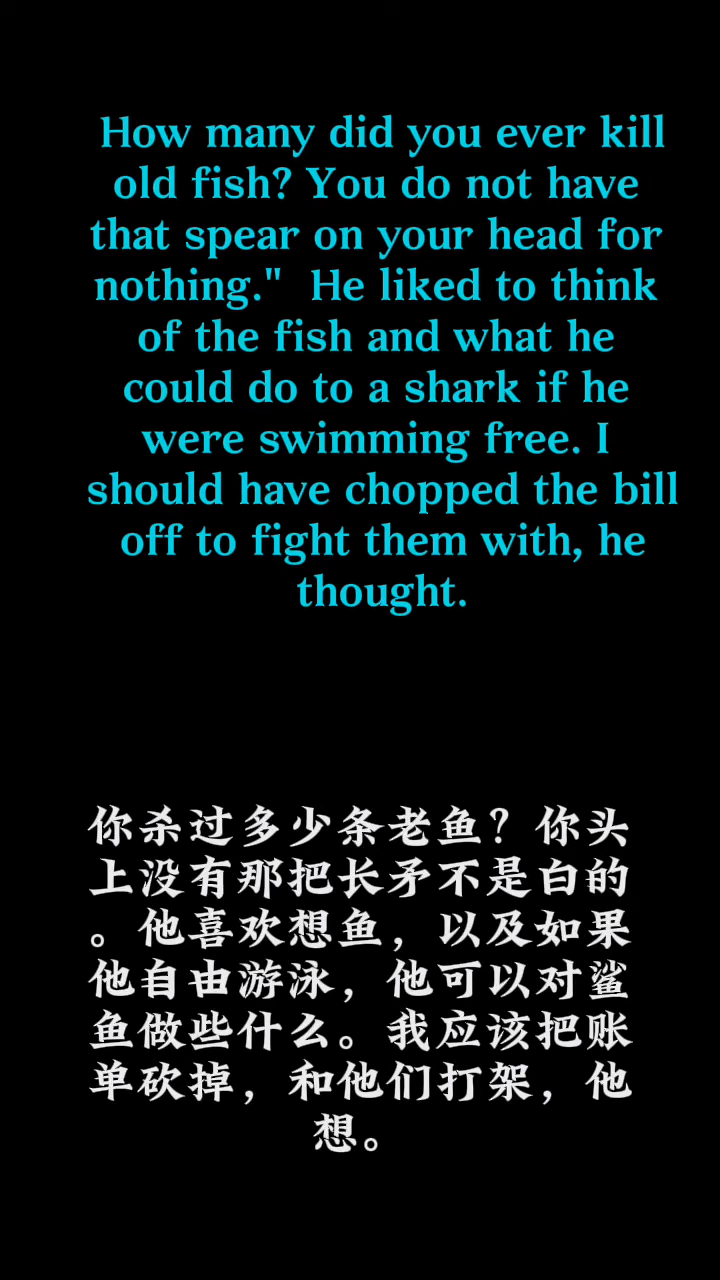 How many did you ever kill
old fish? You do not have
that spear on your head for
nothing."  He liked to think
of the fish and what he
could do to a shark if he
were swimming free. I
should have chopped the bill
off to fight them with, he
thought.
你杀过多少条老鱼？你头
上没有那把长矛不是白的
。他喜欢想鱼，以及如果
他自由游泳，他可以对鲨
鱼做些什么。我应该把账
单砍掉，和他们打架，他
想。